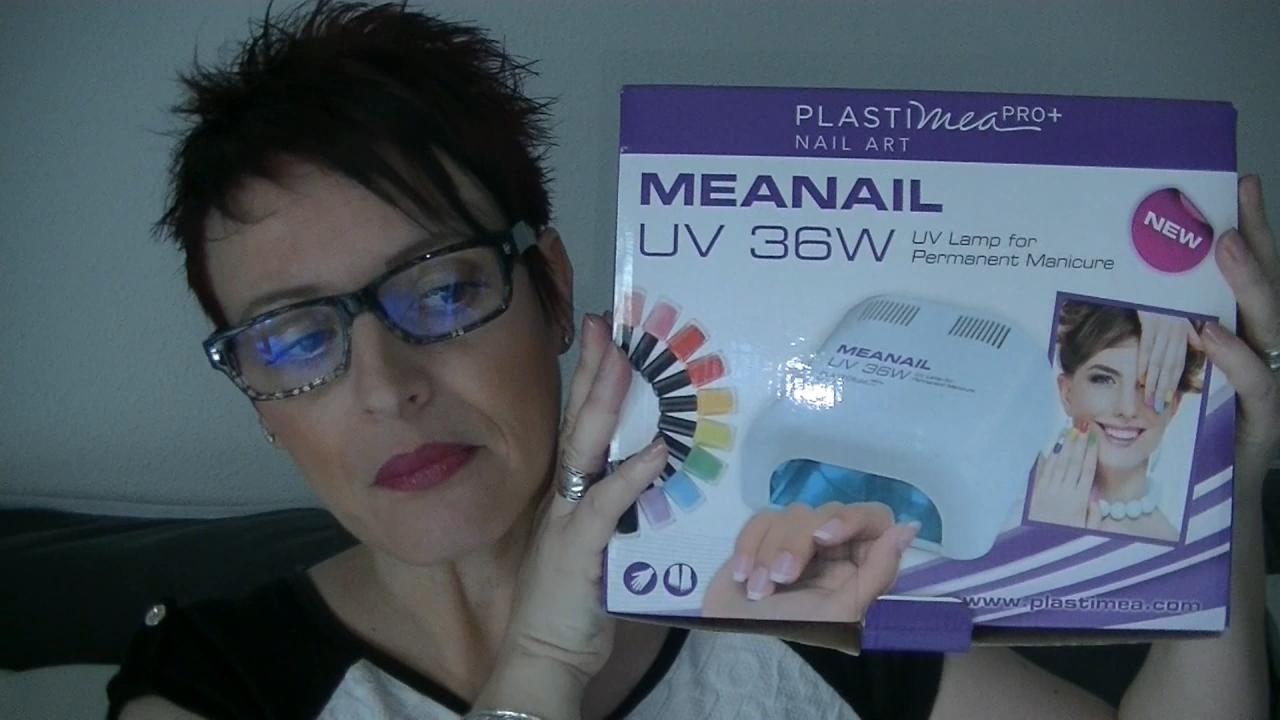 PLASTIMea PRO+
NAIL ART
MEANAIL
UV 36W
UV Lamp for
Permanent Manicure
NEW
MEANAIL
UV 36W
www.plastimea.com